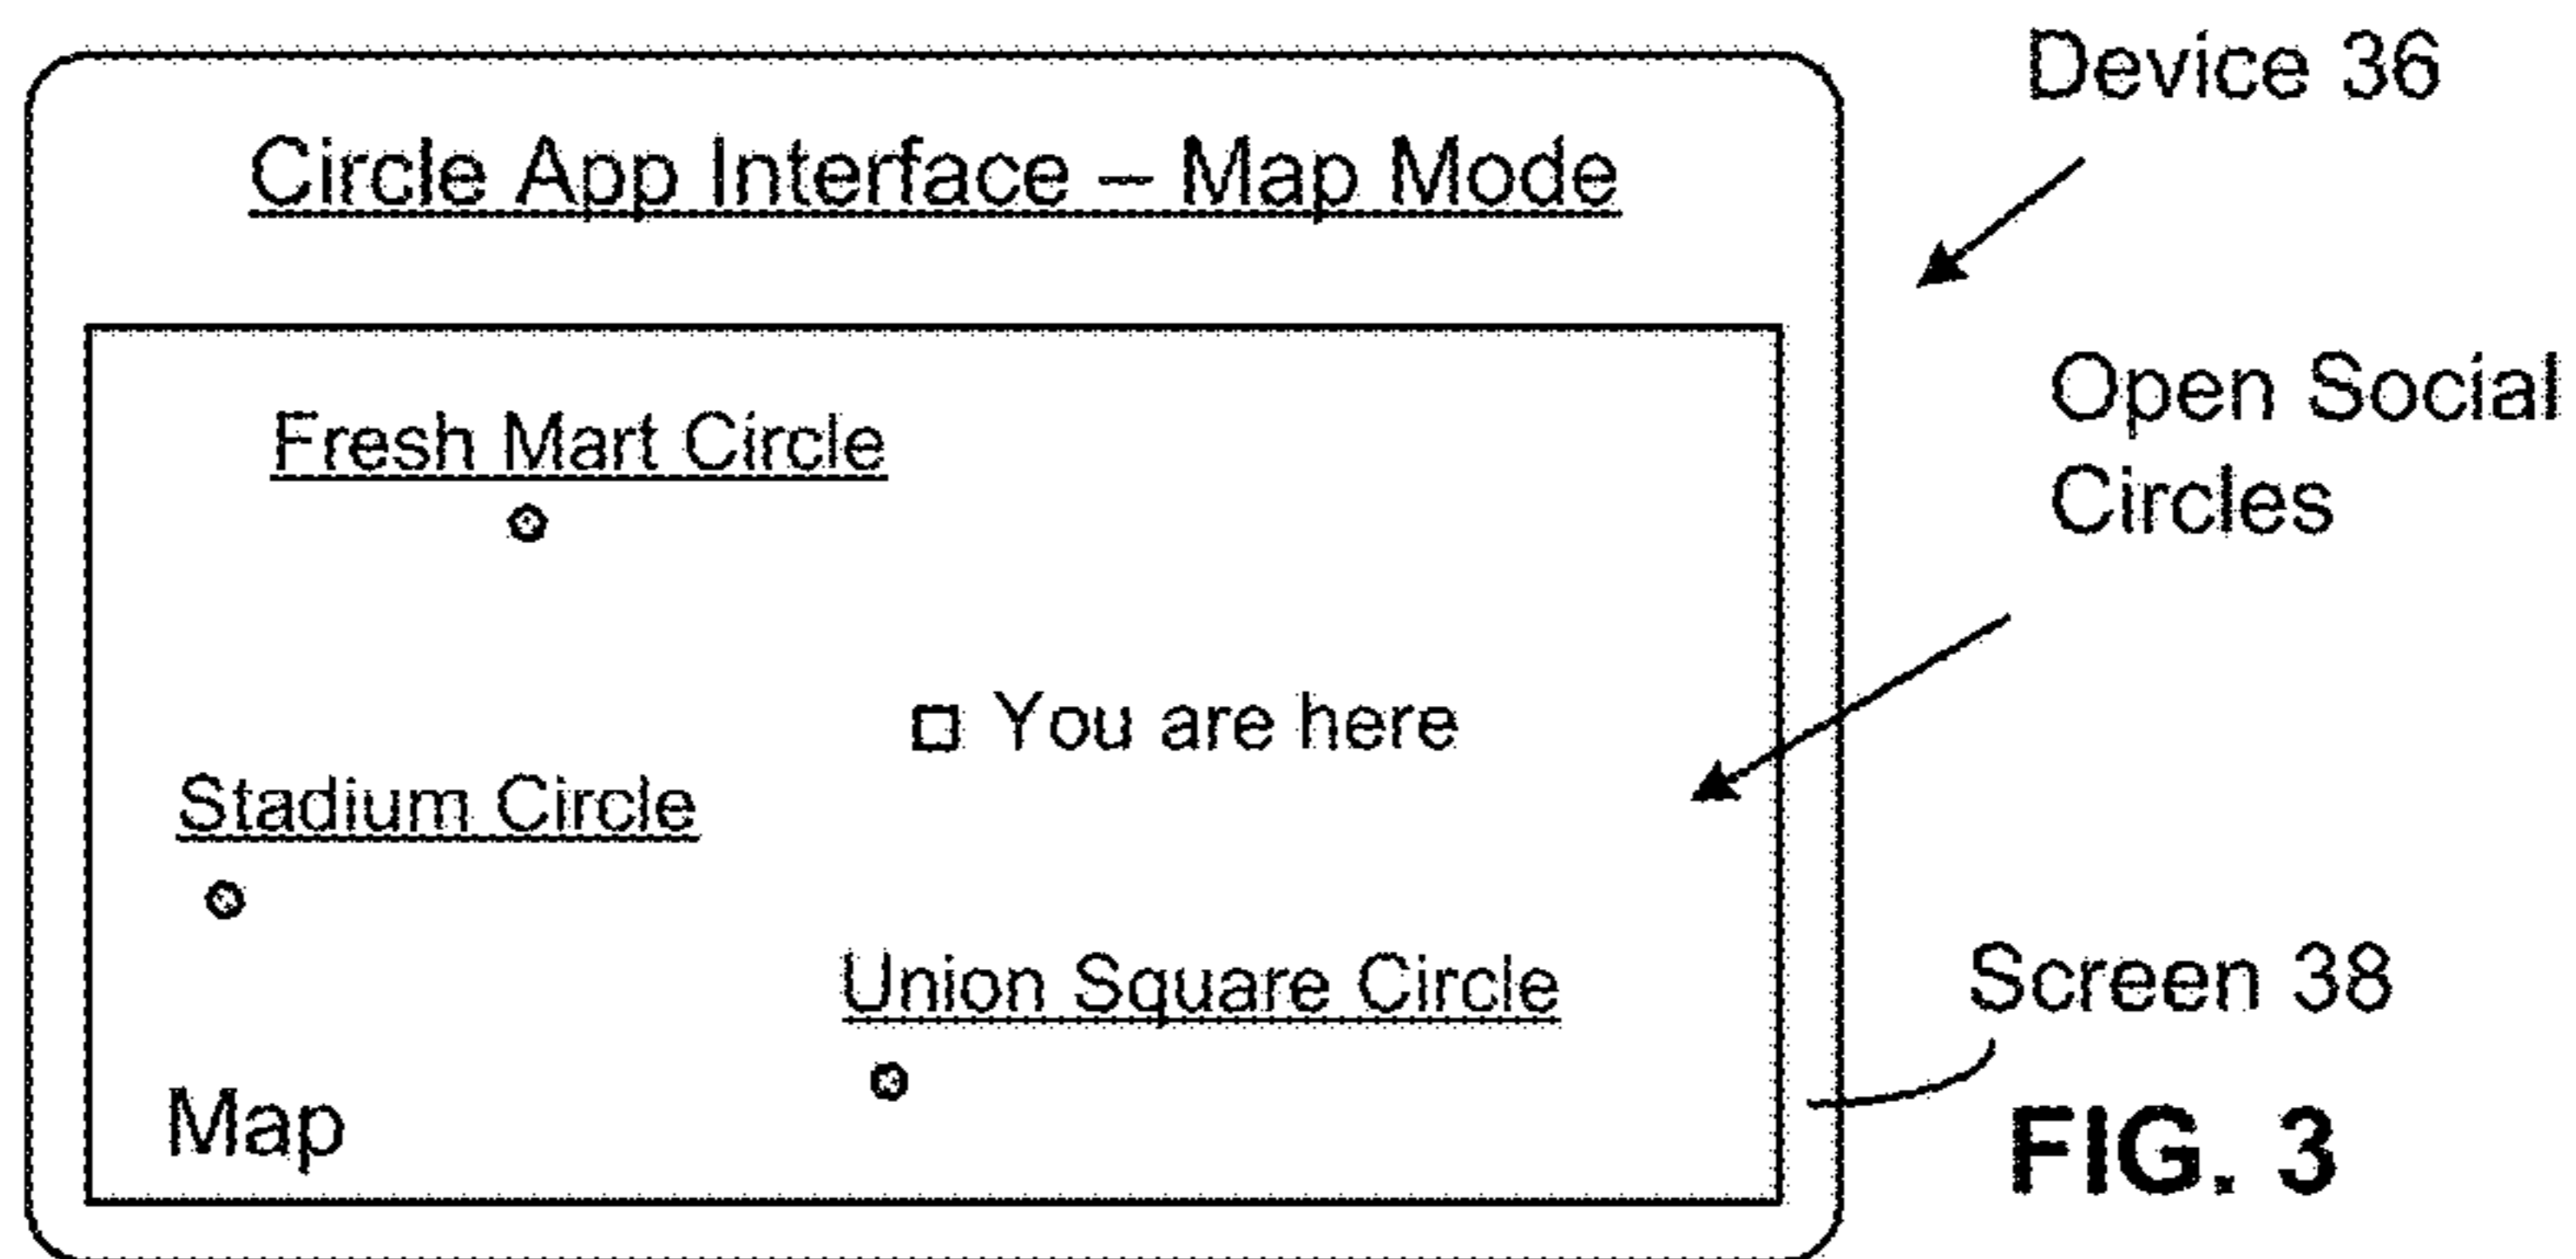 Device 36
Circle App Interface – Map Mode
Open Social
Circles
Fresh Mart Circle
You are here
Stadium Circle
Union Square Circle
Screen 38
Map
FIG. 3